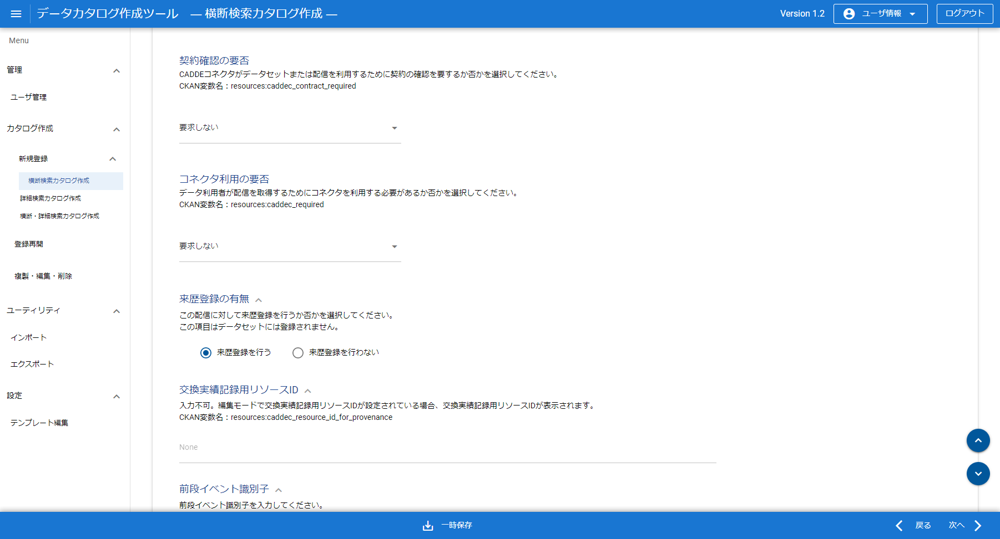 データカタログ作成ツール — 横断検索カタログ作成 —
Version 1.2
ユーザ情報
ログアウト
Menu
管理
ユーザ管理
カタログ作成
新規登録
横断検索カタログ作成
詳細検索カタログ作成
横断・詳細検索カタログ作成
登録再開
複製・編集・削除
ユーティリティ
インポート
エクスポート
設定
テンプレート編集
契約確認の要否
CADDEコネクタがデータセットまたは配信を利用するために契約の確認を要するか否かを選択してください。
CKAN変数名：resources:caddec_contract_required
要求しない
コネクタ利用の要否
データ利用者が配信を取得するためにコネクタを利用する必要があるか否かを選択してください。
CKAN変数名：resources:caddec_required
要求しない
来歴登録の有無
この配信に対して来歴登録を行うか否かを選択してください。
この項目はデータセットには登録されません。
来歴登録を行う
来歴登録を行わない
交換実績記録用リソースID
入力不可。編集モードで交換実績記録用リソースIDが設定されている場合、交換実績記録用リソースIDが表示されます。
CKAN変数名：resources:caddec_resource_id_for_provenance
None
前段イベント識別子
前段イベント識別子を入力してください。
一時保存
戻る
次へ